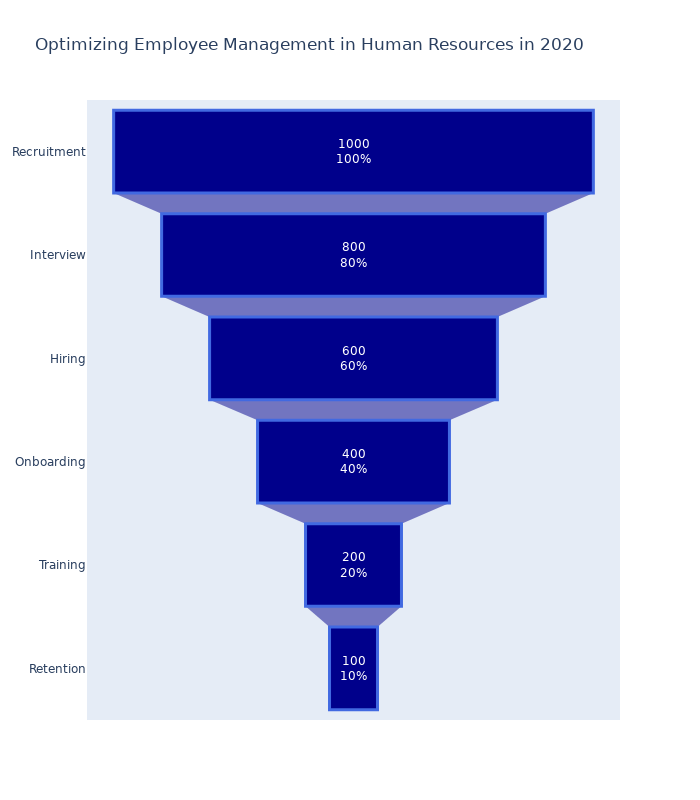 Optimizing Employee Management in Human Resources in 2020
Recruitment
1000
100%
Interview
800
80%
Hiring
600
60%
Onboarding
400
40%
Training
200
20%
Retention
100
10%